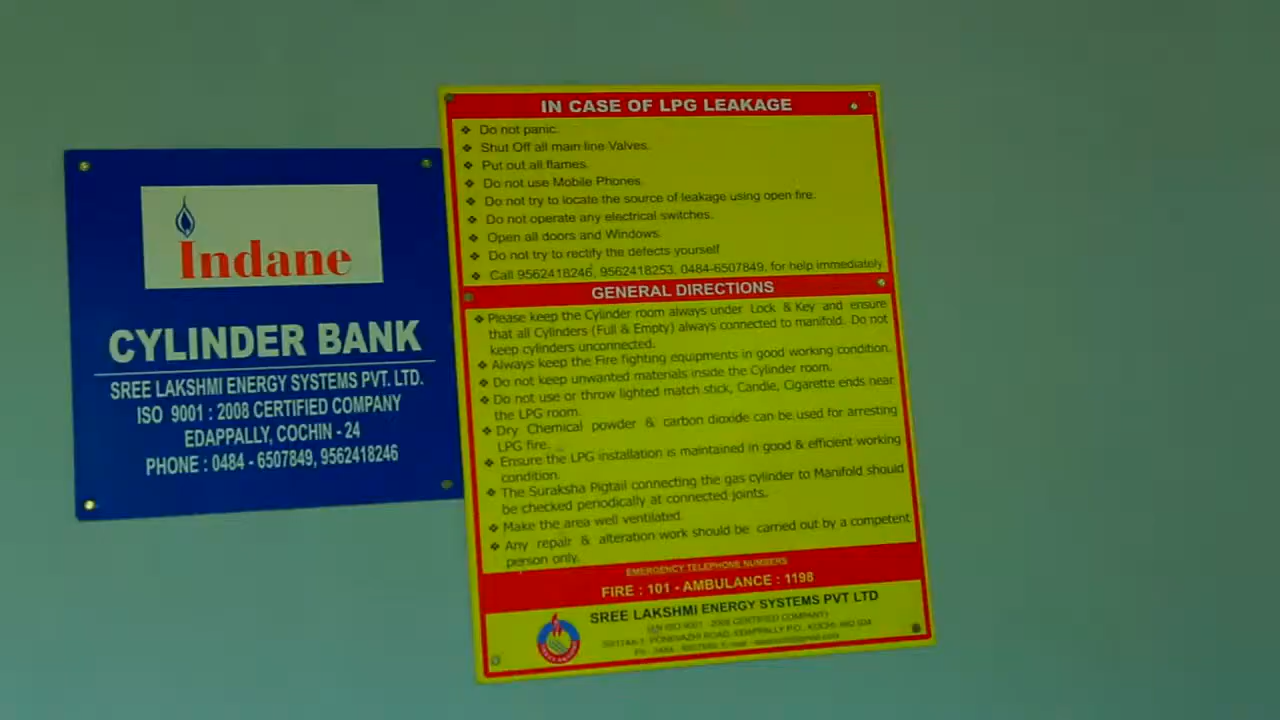 Indane
CYLINDER BANK
SREE LAKSHMI ENERGY SYSTEMS PVT. LTD.
ISO 9001 : 2008 CERTIFIED COMPANY
EDAPPALLY, COCHIN - 24
PHONE : 0484 - 6507849, 9562418246
IN CASE OF LPG LEAKAGE
❖ Do not panic.
❖ Shut Off all main line Valves.
❖ Put out all flames.
❖ Do not use Mobile Phones.
❖ Do not try to locate the source of leakage using open fire.
❖ Do not operate any electrical switches.
❖ Open all doors and Windows.
❖ Do not try to rectify the defects yourself
❖ Call 9562418246, 9562418253, 0484-6507849, for help immediately
GENERAL DIRECTIONS
❖ Please keep the Cylinder room always under Lock & Key and ensure
that all Cylinders (Full & Empty) always connected to manifold. Do not
keep cylinders unconnected.
❖ Always keep the Fire fighting equipments in good working condition.
❖ Do not keep unwanted materials inside the Cylinder room.
❖ Do not use or throw lighted match stick, Candle, Cigarette ends near
the LPG room.
❖ Dry Chemical powder & carbon dioxide can be used for arresting
LPG fire.
❖ Ensure the LPG installation is maintained in good & efficient working
condition.
❖ The Suraksha Pigtail connecting the gas cylinder to Manifold should
be checked periodically at connected joints.
❖ Make the area well ventilated.
❖ Any repair & alteration work should be carried out by a competent
person only.
EMERGENCY TELEPHONE NUMBERS
FIRE : 101 - AMBULANCE : 1198
SREE LAKSHMI ENERGY SYSTEMS PVT LTD
(AN ISO 9001 : 2008 CERTIFIED COMPANY)
PONEVAZHI ROAD, EDAPPALLY P.O., KOCHI